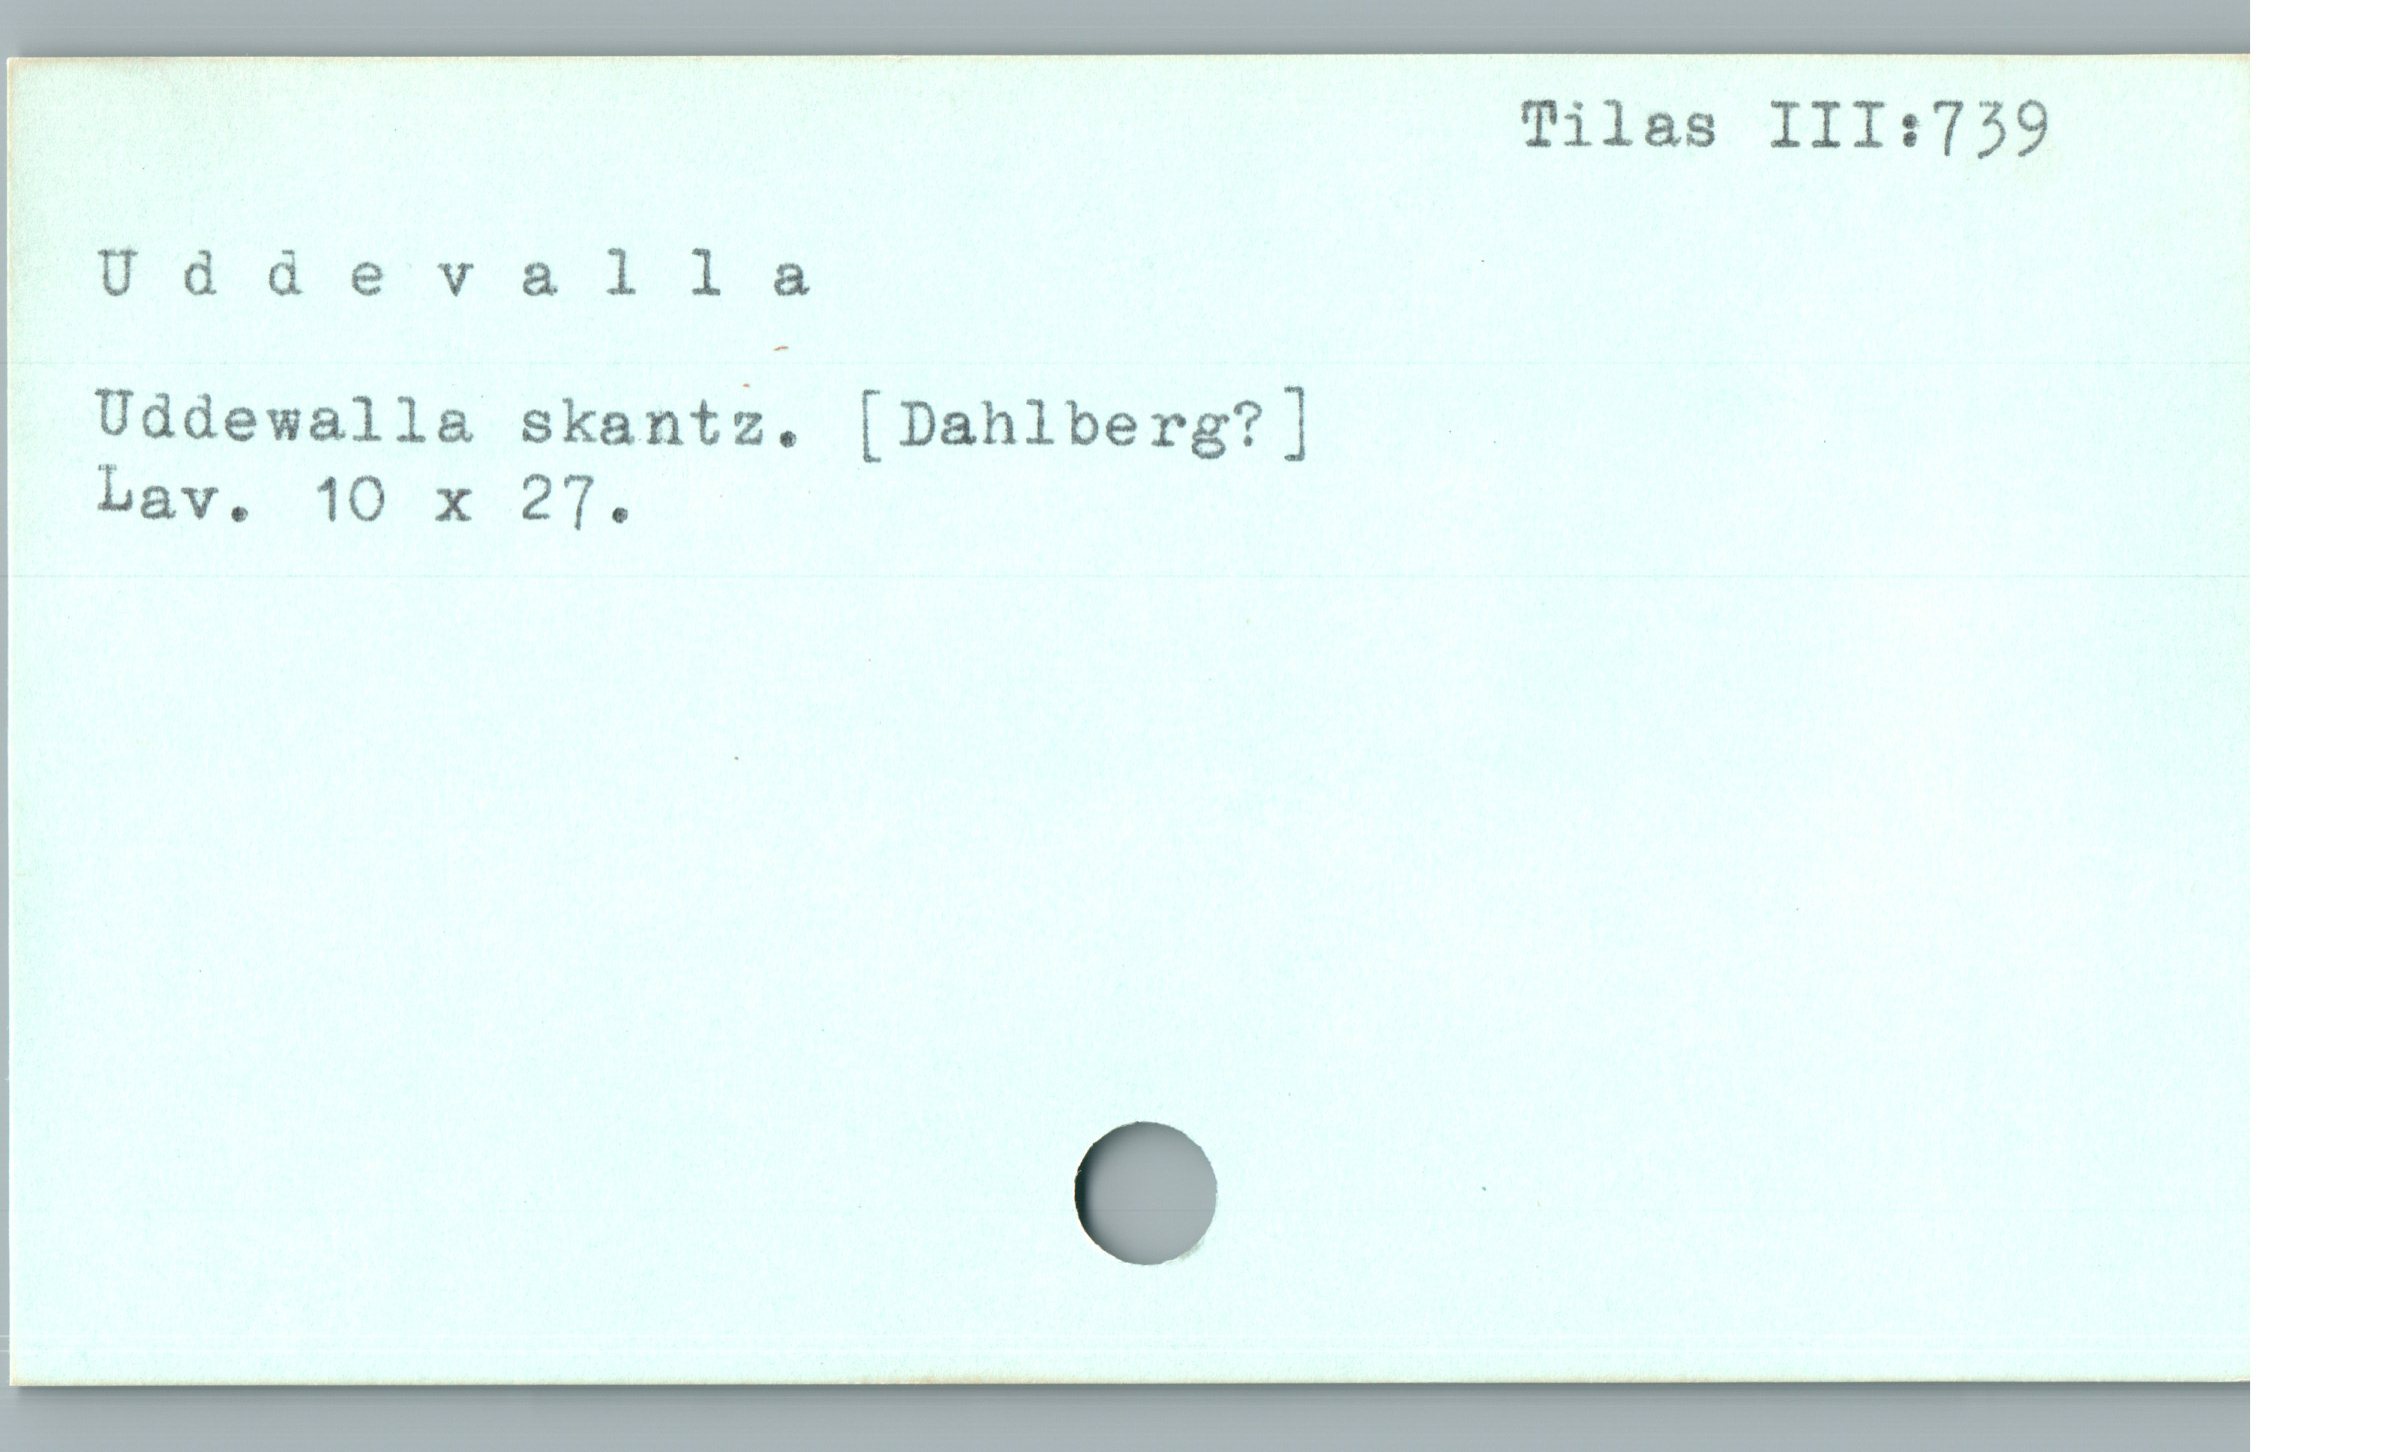 Tilas III:739
U d d e v a l l a
Uddewalla skantz. [Dahlberg?]
Lav. 10 x 27.